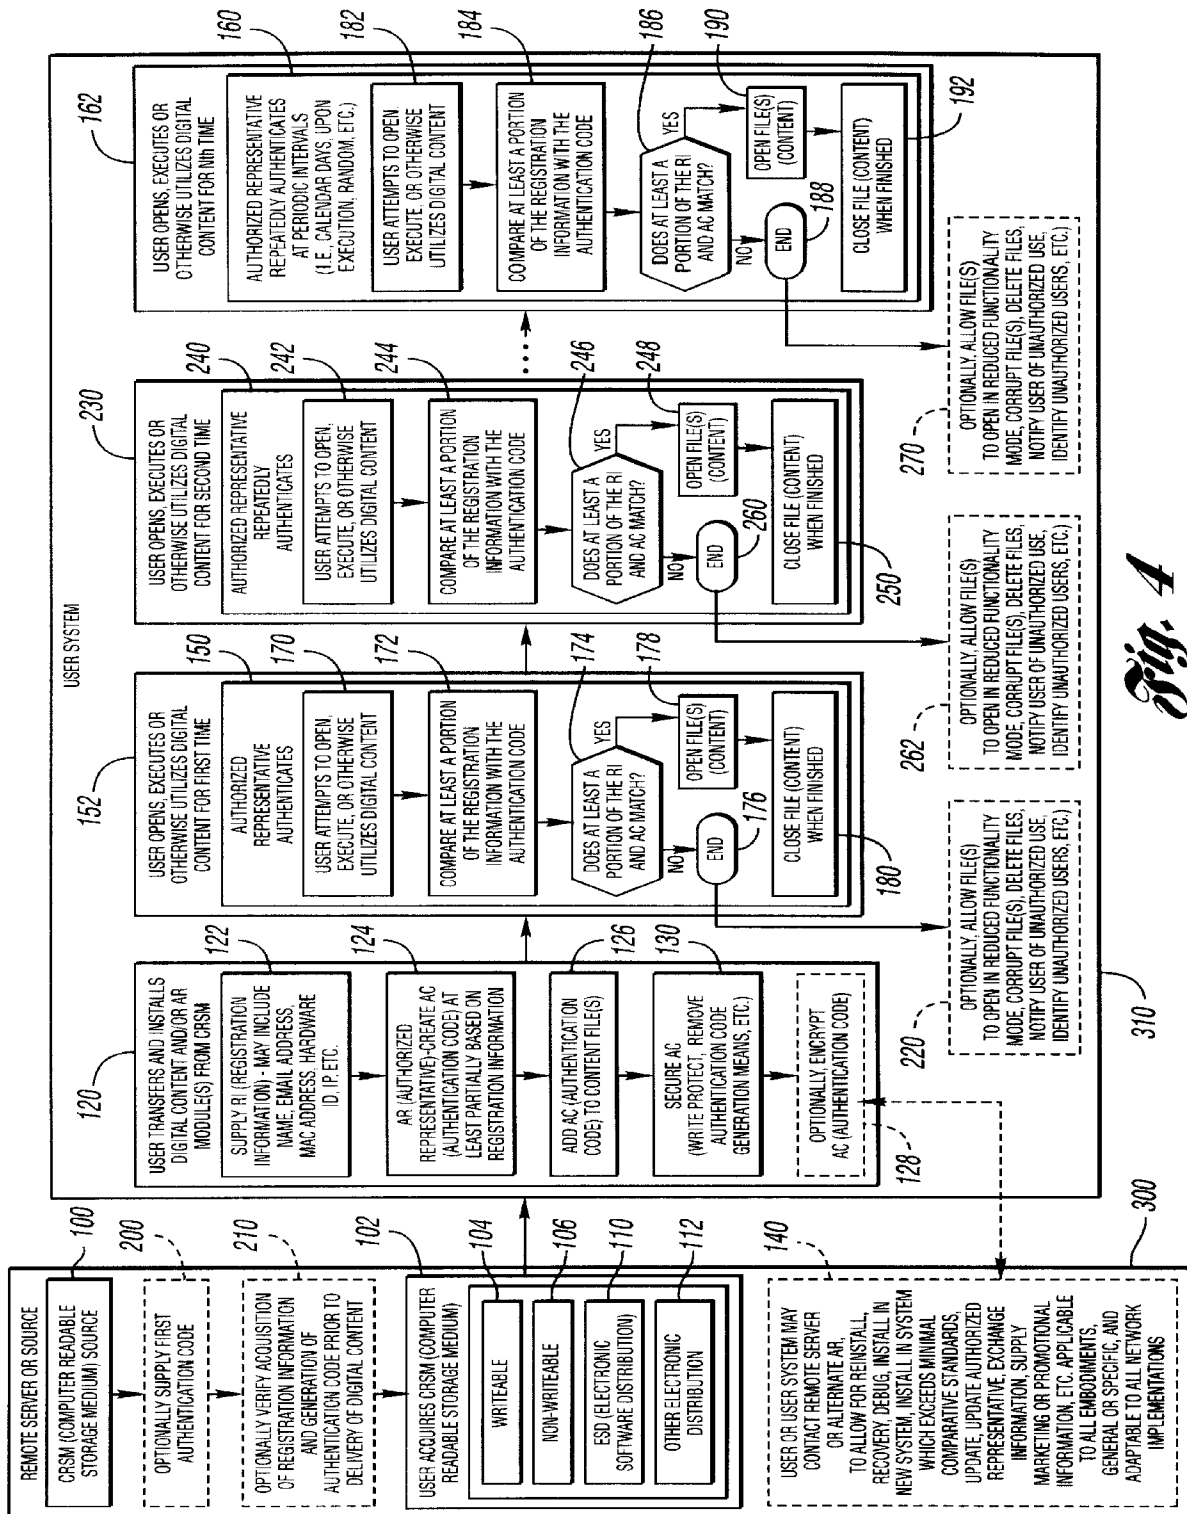 REMOTE SERVER OR SOURCE
100
CRSM (COMPUTER READABLE
STORAGE MEDIUM) SOURCE
200
OPTIONALLY SUPPLY FIRST
AUTHENTICATION CODE
210
OPTIONALLY VERIFY ACQUISITION
OF REGISTRATION INFORMATION
AND GENERATION OF
AUTHENTICATION CODE PRIOR TO
DELIVERY OF DIGITAL CONTENT
102
USER ACQUIRES CRSM (COMPUTER
READABLE STORAGE MEDIUM)
104
WRITEABLE
106
NON-WRITEABLE
110
ESD (ELECTRONIC
SOFTWARE DISTRIBUTION)
112
OTHER ELECTRONIC
DISTRIBUTION
140
USER OR USER SYSTEM MAY
CONTACT REMOTE SERVER
OR ALTERNATE AR,
TO ALLOW FOR REINSTALL,
RECOVERY, DEBUG, INSTALL IN
NEW SYSTEM, INSTALL IN SYSTEM
WHICH EXCEEDS MINIMAL
COMPARATIVE STANDARDS,
UPDATE, UPDATE AUTHORIZED
REPRESENTATIVE, EXCHANGE
INFORMATION, SUPPLY
MARKETING OR PROMOTIONAL
INFORMATION, ETC. APPLICABLE
TO ALL EMBODIMENTS,
GENERAL OR SPECIFIC, AND
ADAPTABLE TO ALL NETWORK
IMPLEMENTATIONS
300
USER SYSTEM
120
USER TRANSFERS AND INSTALLS
DIGITAL CONTENT AND/OR AR
MODULE(S) FROM CRSM
122
SUPPLY RI (REGISTRATION
INFORMATION) - MAY INCLUDE
NAME, EMAIL ADDRESS,
MAC ADDRESS, HARDWARE
ID, IP, ETC.
124
AR (AUTHORIZED
REPRESENTATIVE)-CREATE AC
(AUTHENTICATION CODE) AT
LEAST PARTIALLY BASED ON
REGISTRATION INFORMATION
126
ADD AC (AUTHENTICATION
CODE) TO CONTENT FILE(S)
130
SECURE AC
(WRITE PROTECT, REMOVE
AUTHENTICATION CODE
GENERATION MEANS, ETC.)
OPTIONALLY, ENCRYPT
AC (AUTHENTICATION CODE)
128
152
USER OPENS, EXECUTES OR
OTHERWISE UTILIZES DIGITAL
CONTENT FOR FIRST TIME
150
AUTHORIZED
REPRESENTATIVE
AUTHENTICATES
170
USER ATTEMPTS TO OPEN,
EXECUTE, OR OTHERWISE
UTILIZES DIGITAL CONTENT
172
COMPARE AT LEAST A PORTION
OF THE REGISTRATION
INFORMATION WITH THE
AUTHENTICATION CODE
174
DOES AT LEAST A
PORTION OF THE RI
AND AC MATCH?
YES
NO
178
OPEN FILE(S)
(CONTENT)
END
176
CLOSE FILE (CONTENT)
WHEN FINISHED
180
220
OPTIONALLY, ALLOW FILE(S)
TO OPEN IN REDUCED FUNCTIONALITY
MODE, CORRUPT FILE(S), DELETE FILES,
NOTIFY USER OF UNAUTHORIZED USE,
IDENTIFY UNAUTHORIZED USERS, ETC.)
230
USER OPENS, EXECUTES OR
OTHERWISE UTILIZES DIGITAL
CONTENT FOR SECOND TIME
240
AUTHORIZED REPRESENTATIVE
REPEATEDLY
AUTHENTICATES
242
USER ATTEMPTS TO OPEN,
EXECUTE, OR OTHERWISE
UTILIZES DIGITAL CONTENT
244
COMPARE AT LEAST A PORTION
OF THE REGISTRATION
INFORMATION WITH THE
AUTHENTICATION CODE
246
DOES AT LEAST A
PORTION OF THE RI
AND AC MATCH?
YES
NO
248
OPEN FILE(S)
(CONTENT)
END
260
CLOSE FILE (CONTENT)
WHEN FINISHED
250
262
OPTIONALLY, ALLOW FILE(S)
TO OPEN IN REDUCED FUNCTIONALITY
MODE, CORRUPT FILE(S), DELETE FILES,
NOTIFY USER OF UNAUTHORIZED USE,
IDENTIFY UNAUTHORIZED USERS, ETC.)
162
USER OPENS, EXECUTES OR
OTHERWISE UTILIZES DIGITAL
CONTENT FOR Nth TIME
160
AUTHORIZED REPRESENTATIVE
REPEATEDLY AUTHENTICATES
AT PERIODIC INTERVALS
(I.E., CALENDAR DAYS, UPON
EXECUTION, RANDOM, ETC.)
182
USER ATTEMPTS TO OPEN,
EXECUTE, OR OTHERWISE
UTILIZES DIGITAL CONTENT
184
COMPARE AT LEAST A PORTION
OF THE REGISTRATION
INFORMATION WITH THE
AUTHENTICATION CODE
186
DOES AT LEAST A
PORTION OF THE RI
AND AC MATCH?
YES
NO
190
OPEN FILE(S)
(CONTENT)
END
188
CLOSE FILE (CONTENT)
WHEN FINISHED
192
270
OPTIONALLY, ALLOW FILE(S)
TO OPEN IN REDUCED FUNCTIONALITY
MODE, CORRUPT FILE(S), DELETE FILES,
NOTIFY USER OF UNAUTHORIZED USE,
IDENTIFY UNAUTHORIZED USERS, ETC.)
310
Fig. 4